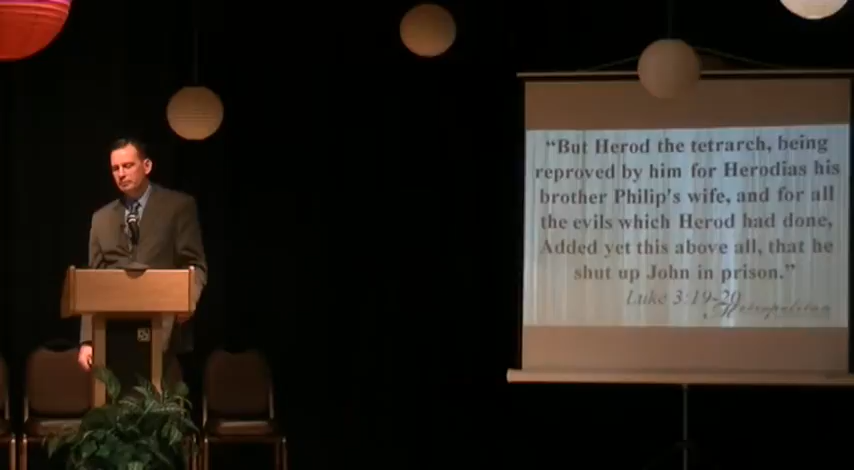 “But Herod the tetrarch, being
reproved by him for Herodias his
brother Philip's wife, and for all
the evils which Herod had done,
Added yet this above all, that he
shut up John in prison.”
Luke 3:19-20
Metropolitan